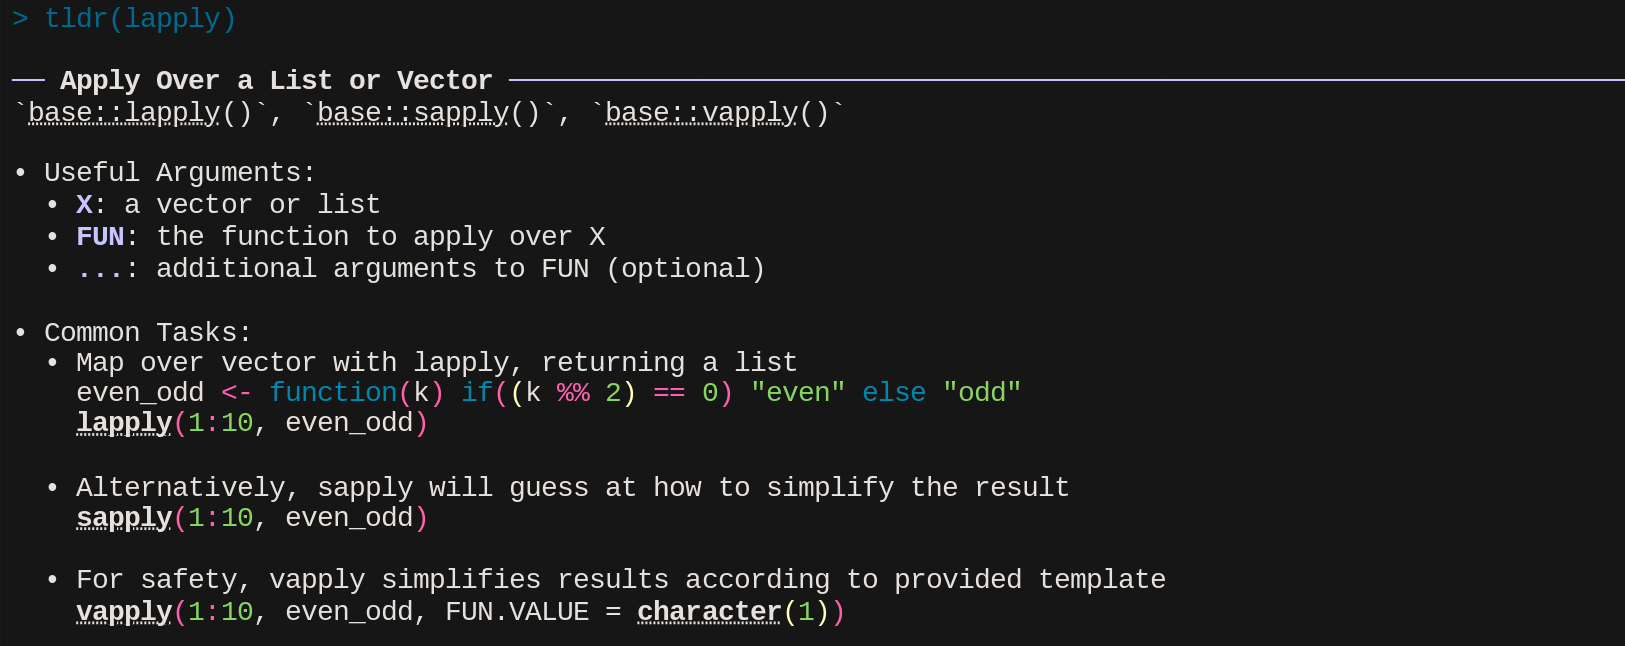 > tldr(lapply)
── Apply Over a List or Vector ──────────────────────────────
`base::lapply()`, `base::sapply()`, `base::vapply()`
• Useful Arguments:
• X: a vector or list
• FUN: the function to apply over X
• ...: additional arguments to FUN (optional)
• Common Tasks:
• Map over vector with lapply, returning a list
even_odd <- function(k) if((k %% 2) == 0) "even" else "odd"
lapply(1:10, even_odd)
• Alternatively, sapply will guess at how to simplify the result
sapply(1:10, even_odd)
• For safety, vapply simplifies results according to provided template
vapply(1:10, even_odd, FUN.VALUE = character(1))